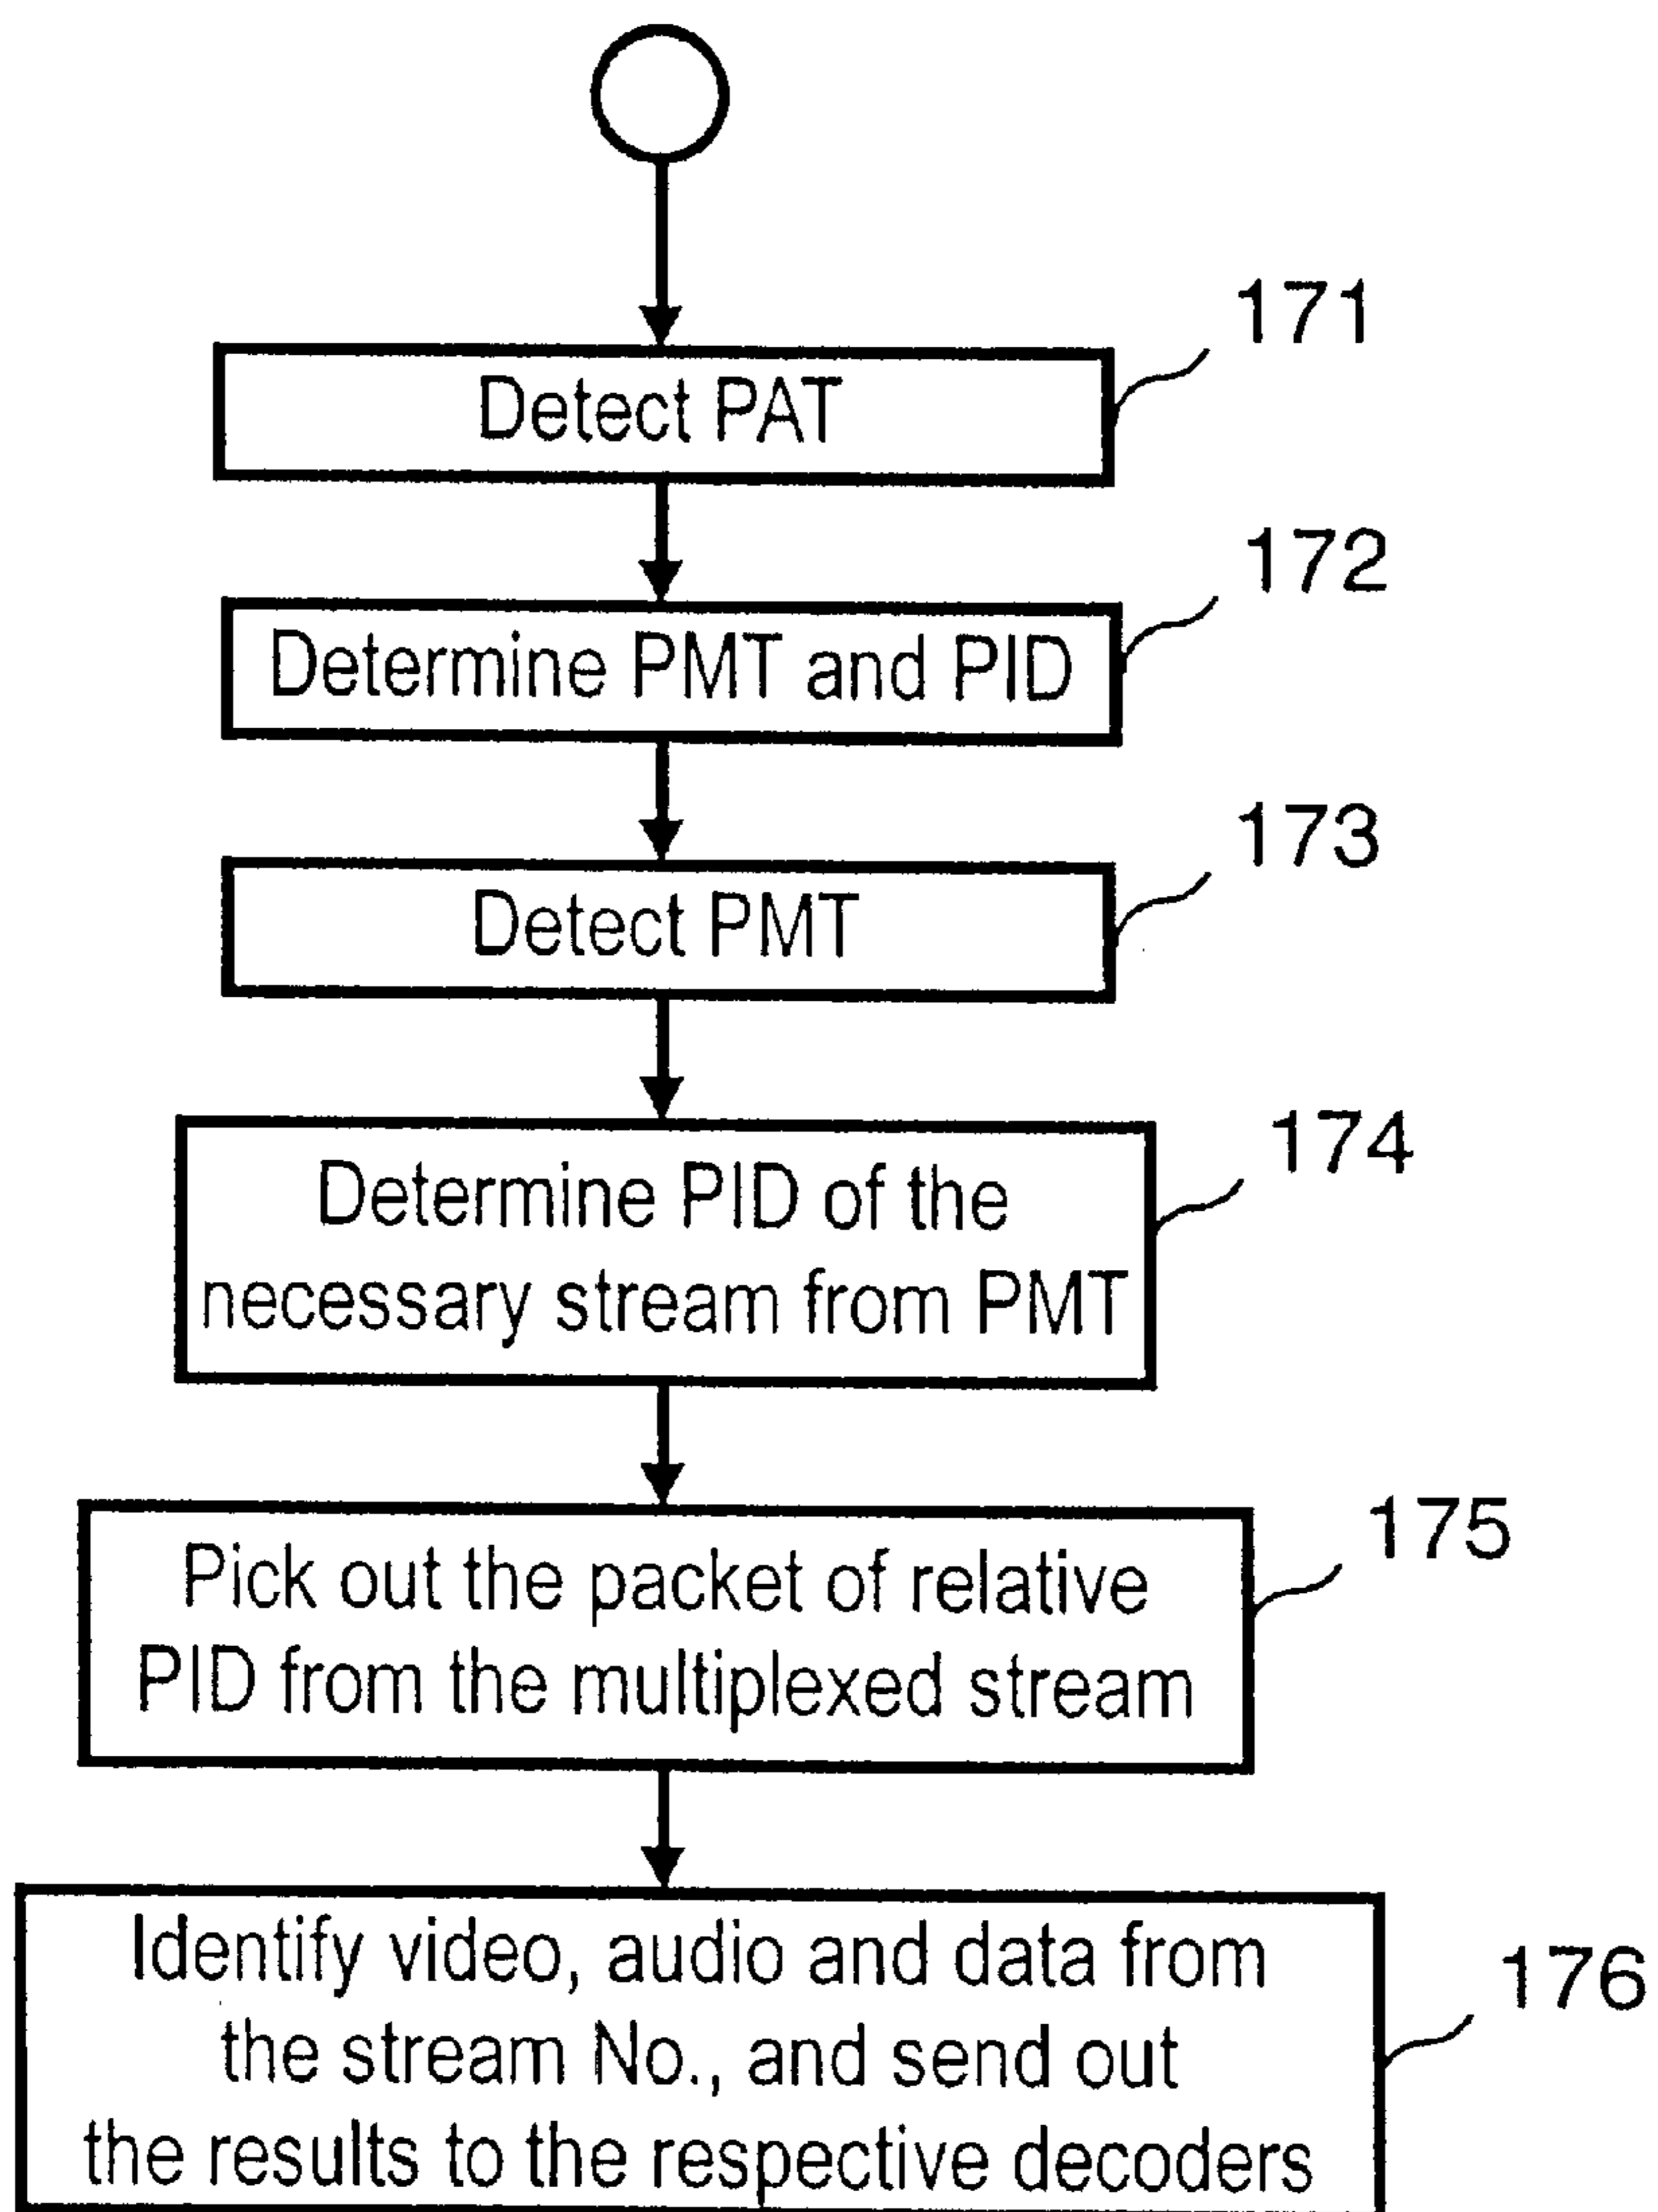 171
Detect PAT
172
Determine PMT and PID
173
Detect PMT
174
Determine PID of the
necessary stream from PMT
175
Pick out the packet of relative
PID from the multiplexed stream
176
Identify video, audio and data from
the stream No., and send out
the results to the respective decoders